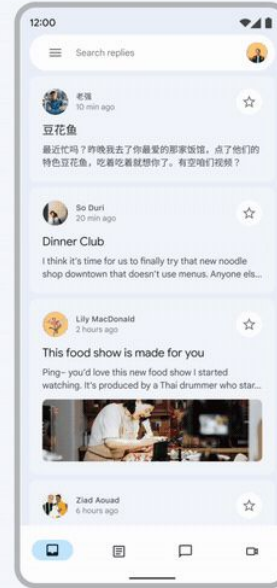 12:00
Search replies
老强
10 min ago
豆花鱼
最近忙吗？昨晚我去了你最爱的那家饭馆，点了他们的
特色豆花鱼，吃着吃着就想你了。有空咱们视频？
So Duri
20 min ago
Dinner Club
I think it's time for us to finally try that new noodle
shop downtown that doesn't use menus. Anyone els...
Lily MacDonald
2 hours ago
This food show is made for you
Ping– you'd love this new food show I started
watching. It's produced by a Thai drummer who star...
Ziad Aouad
6 hours ago